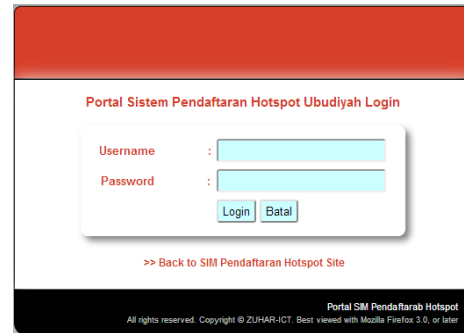 Portal Sistem Pendaftaran Hotspot Ubudiyah Login
Username :
Password :
Login Batal
>> Back to SIM Pendaftaran Hotspot Site
Portal SIM Pendaftarab Hotspot
All rights reserved. Copyright © ZUHAR-ICT. Best viewed with Mozilla Firefox 3.0, or later